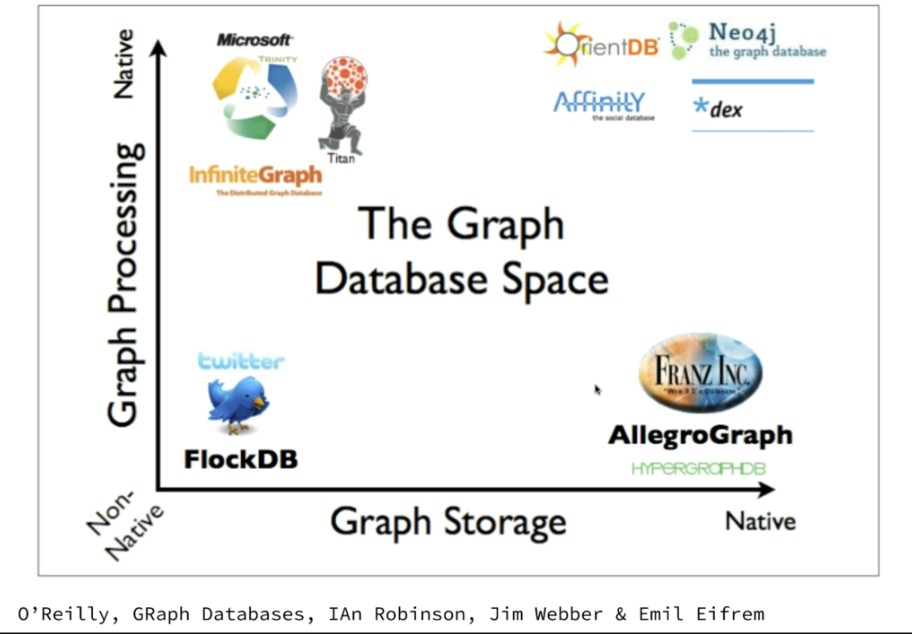 Native
Graph Processing
Non-
Native
Microsoft
TRINITY
Titan
InfiniteGraph
The Distributed Graph Database
OrientDB
Neo4j
the graph database
Affinity
the social database
*dex
The Graph
Database Space
twitter
FlockDB
FRANZ INC.
AllegroGraph
HYPERGRAPHDB
Graph Storage
Native
O’Reilly, GRaph Databases, IAn Robinson, Jim Webber & Emil Eifrem